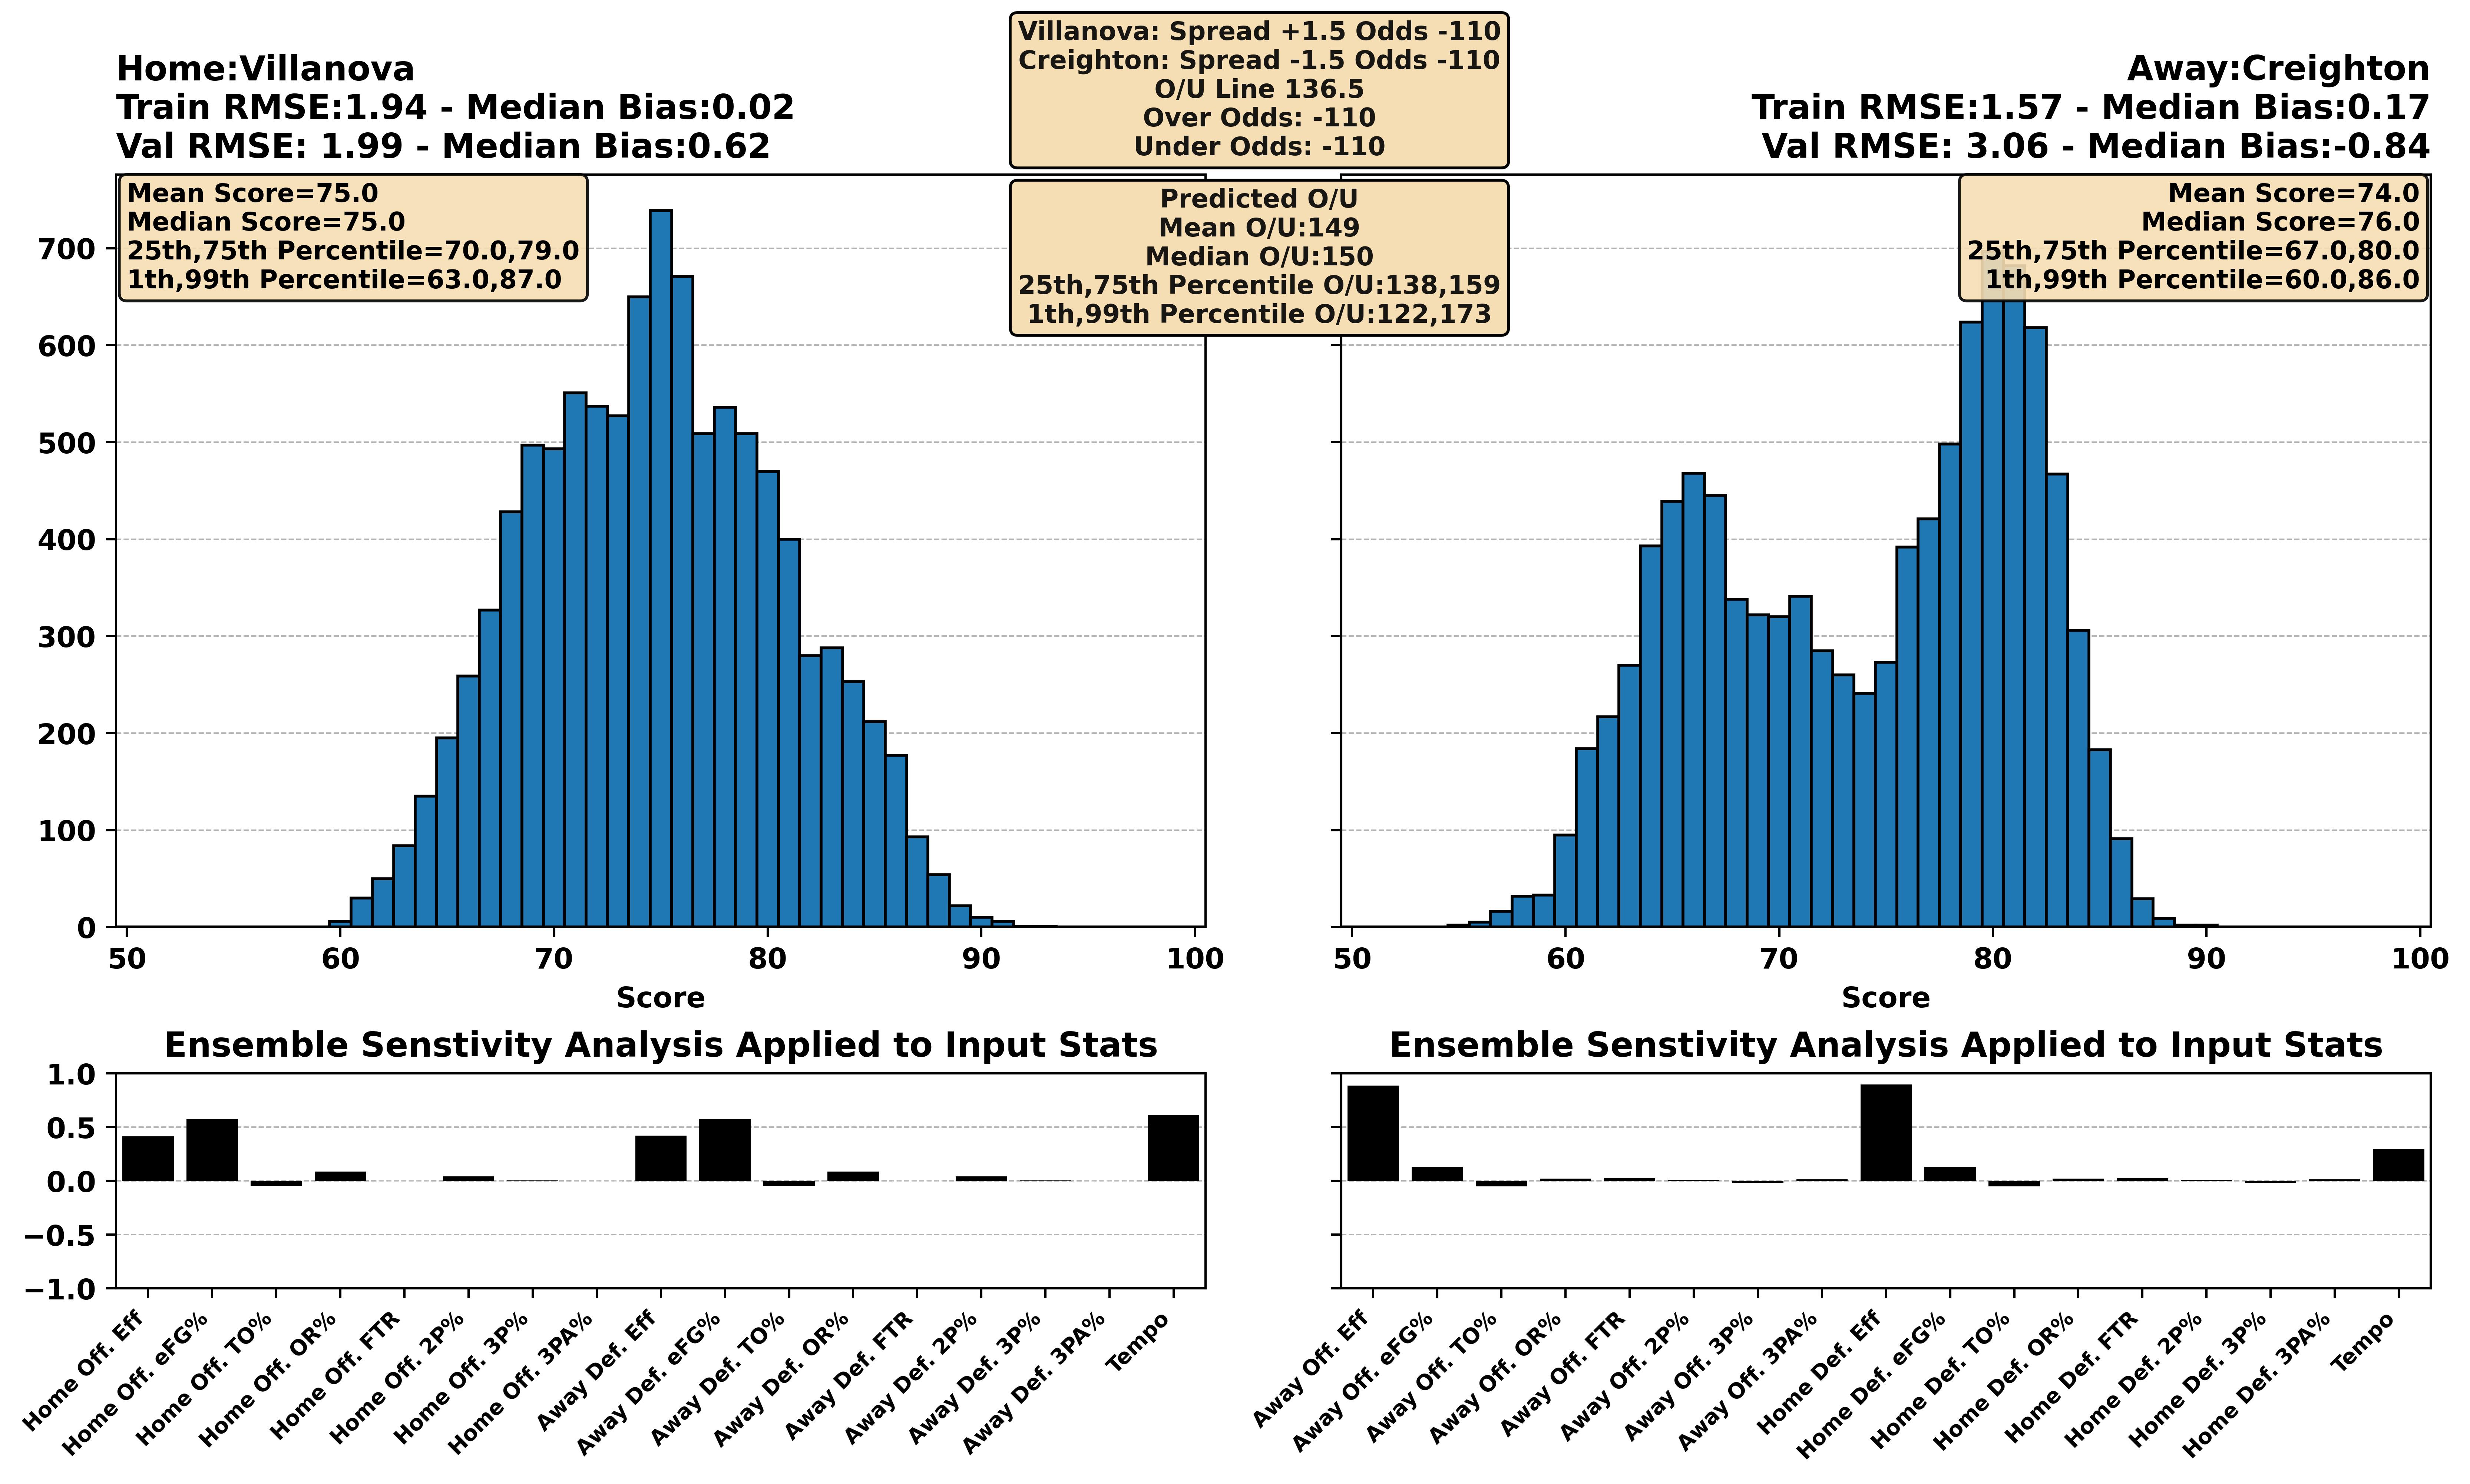 Villanova: Spread +1.5 Odds -110
Creighton: Spread -1.5 Odds -110
O/U Line 136.5
Over Odds: -110
Under Odds: -110
Home:Villanova
Train RMSE:1.94 - Median Bias:0.02
Val RMSE: 1.99 - Median Bias:0.62
Away:Creighton
Train RMSE:1.57 - Median Bias:0.17
Val RMSE: 3.06 - Median Bias:-0.84
Mean Score=75.0
Median Score=75.0
25th,75th Percentile=70.0,79.0
1th,99th Percentile=63.0,87.0
Predicted O/U
Mean O/U:149
Median O/U:150
25th,75th Percentile O/U:138,159
1th,99th Percentile O/U:122,173
Mean Score=74.0
Median Score=76.0
25th,75th Percentile=67.0,80.0
1th,99th Percentile=60.0,86.0
700
600
500
400
300
200
100
0
50 60 70 80 90 100
Score
50 60 70 80 90 100
Score
Ensemble Senstivity Analysis Applied to Input Stats
Ensemble Senstivity Analysis Applied to Input Stats
1.0
0.5
0.0
−0.5
−1.0
Home Off. Eff
Home Off. eFG%
Home Off. TO%
Home Off. OR%
Home Off. FTR
Home Off. 2P%
Home Off. 3P%
Home Off. 3PA%
Away Def. Eff
Away Def. eFG%
Away Def. TO%
Away Def. OR%
Away Def. FTR
Away Def. 2P%
Away Def. 3P%
Away Def. 3PA%
Tempo
Away Off. Eff
Away Off. eFG%
Away Off. TO%
Away Off. OR%
Away Off. FTR
Away Off. 2P%
Away Off. 3P%
Away Off. 3PA%
Home Def. Eff
Home Def. eFG%
Home Def. TO%
Home Def. OR%
Home Def. FTR
Home Def. 2P%
Home Def. 3P%
Home Def. 3PA%
Tempo